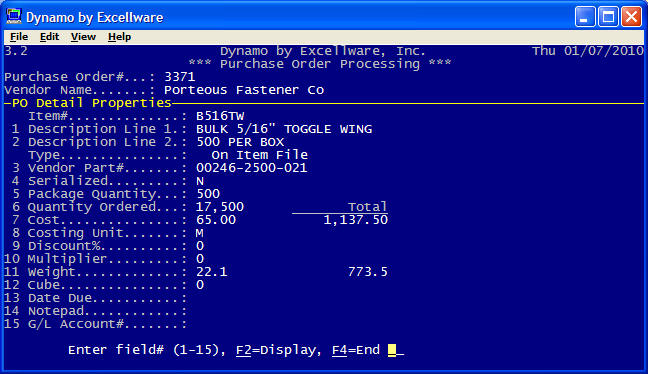 Dynamo by Excellware
File Edit View Help
3.2 Dynamo by Excellware, Inc. Thu 01/07/2010
*** Purchase Order Processing ***
Purchase Order#...: 3371
Vendor Name.......: Porteous Fastener Co
PO Detail Properties
Item#..............: B516TW
1 Description Line 1.: BULK 5/16" TOGGLE WING
2 Description Line 2.: 500 PER BOX
Type...............: On Item File
3 Vendor Part#.......: 00246-2500-021
4 Serialized.........: N
5 Package Quantity...: 500
6 Quantity Ordered...: 17,500 Total
7 Cost...............: 65.00 1,137.50
8 Costing Unit.......: M
9 Discount%..........: 0
10 Multiplier.........: 0
11 Weight.............: 22.1 773.5
12 Cube...............: 0
13 Date Due...........:
14 Notepad............:
15 G/L Account#.......:
Enter field# (1-15), F2=Display, F4=End